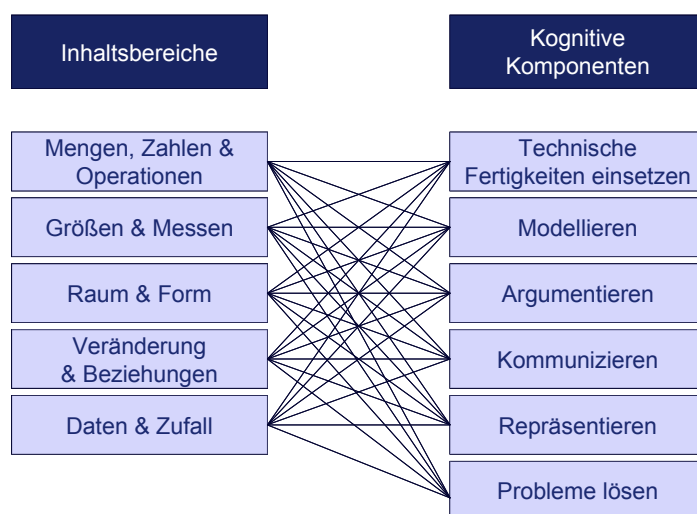 Inhaltsbereiche
Kognitive
Komponenten
Mengen, Zahlen &
Operationen
Größen & Messen
Raum & Form
Veränderung
& Beziehungen
Daten & Zufall
Technische
Fertigkeiten einsetzen
Modellieren
Argumentieren
Kommunizieren
Repräsentieren
Probleme lösen